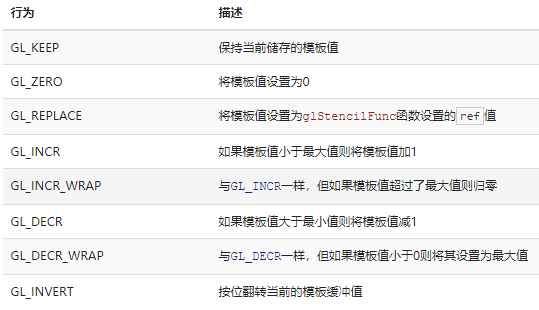 行为 描述
GL_KEEP 保持当前储存的模板值
GL_ZERO 将模板值设置为0
GL_REPLACE 将模板值设置为glStencilFunc函数设置的ref值
GL_INCR 如果模板值小于最大值则将模板值加1
GL_INCR_WRAP 与GL_INCR一样，但如果模板值超过了最大值则归零
GL_DECR 如果模板值大于最小值则将模板值减1
GL_DECR_WRAP 与GL_DECR一样，但如果模板值小于0则将其设置为最大值
GL_INVERT 按位翻转当前的模板缓冲值